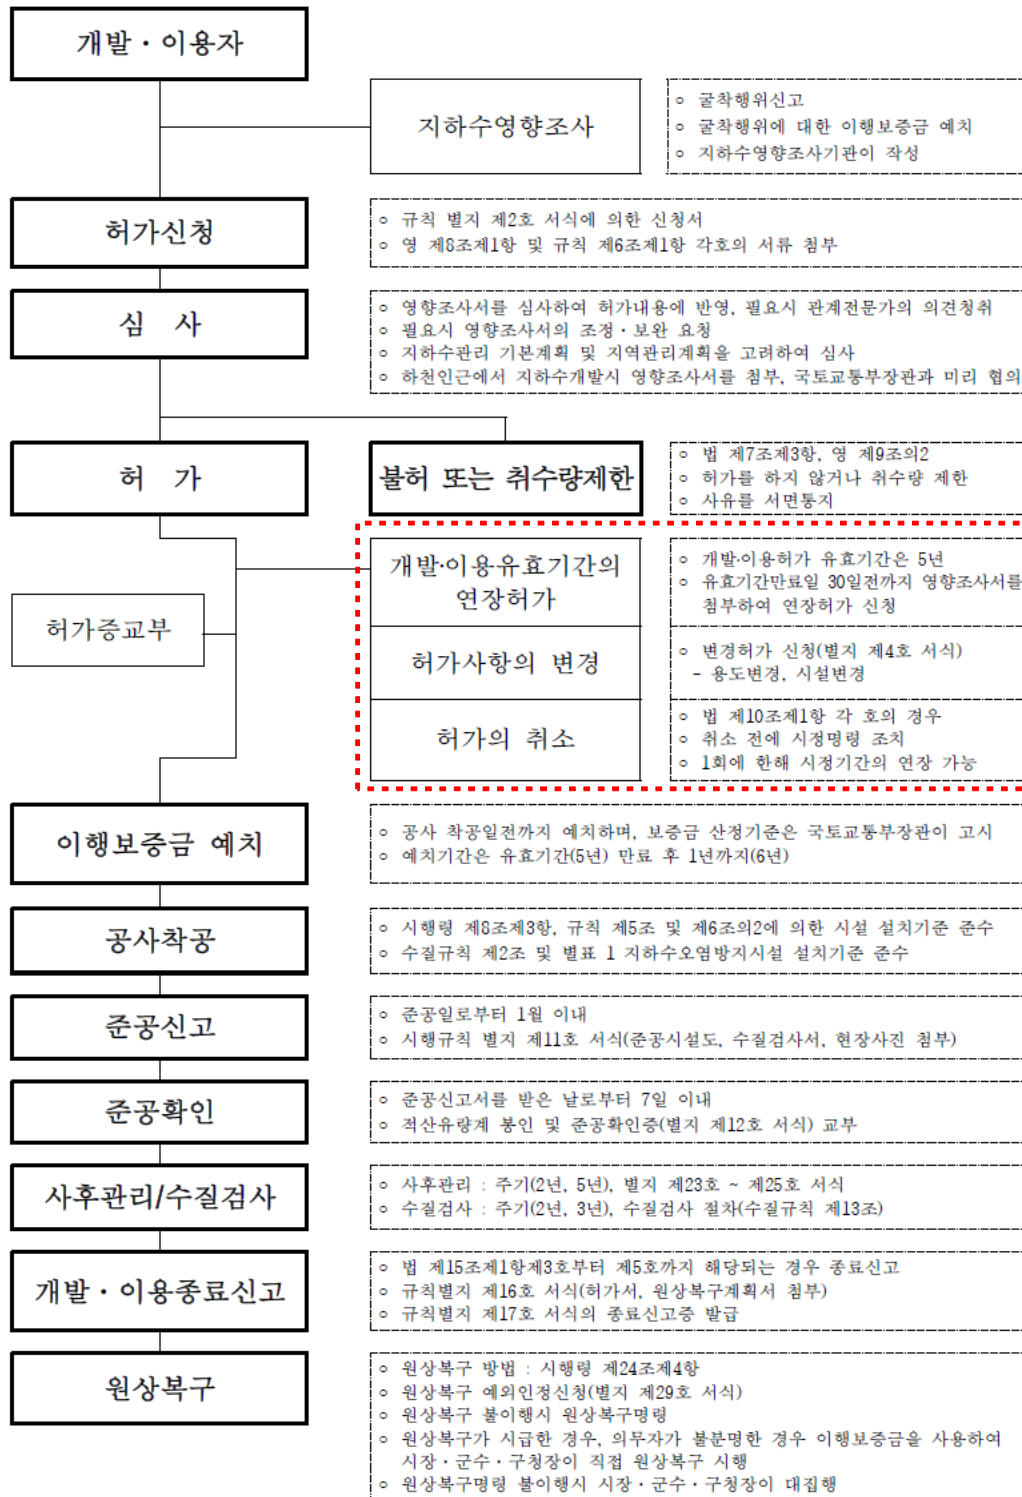 개발·이용자
지하수영향조사
◦ 굴착행위신고
◦ 굴착행위에 대한 이행보증금 예치
◦ 지하수영향조사기관이 작성
허가신청
◦ 규칙 별지 제2호 서식에 의한 신청서
◦ 영 제8조제1항 및 규칙 제6조제1항 각호의 서류 첨부
심 사
◦ 영향조사서를 심사하여 허가내용에 반영, 필요시 관계전문가의 의견청취
◦ 필요시 영향조사서의 조정·보완 요청
◦ 지하수관리 기본계획 및 지역관리계획을 고려하여 심사
◦ 하천인근에서 지하수개발시 영향조사서를 첨부, 국토교통부장관과 미리 협의
허 가
불허 또는 취수량제한
◦ 법 제7조제3항, 영 제9조의2
◦ 허가를 하지 않거나 취수량 제한
◦ 사유를 서면통지
개발·이용유효기간의
연장허가
◦ 개발·이용허가 유효기간은 5년
◦ 유효기간만료일 30일전까지 영향조사서를
첨부하여 연장허가 신청
허가증교부
허가사항의 변경
◦ 변경허가 신청(별지 제4호 서식)
- 용도변경, 시설변경
허가의 취소
◦ 법 제10조제1항 각 호의 경우
◦ 취소 전에 시정명령 조치
◦ 1회에 한해 시정기간의 연장 가능
이행보증금 예치
◦ 공사 착공일전까지 예치하며, 보증금 산정기준은 국토교통부장관이 고시
◦ 예치기간은 유효기간(5년) 만료 후 1년까지(6년)
공사착공
◦ 시행령 제8조제3항, 규칙 제5조 및 제6조의2에 의한 시설 설치기준 준수
◦ 수질규칙 제2조 및 별표 1 지하수오염방지시설 설치기준 준수
준공신고
◦ 준공일로부터 1월 이내
◦ 시행규칙 별지 제11호 서식(준공시설도, 수질검사서, 현장사진 첨부)
준공확인
◦ 준공신고서를 받은 날로부터 7일 이내
◦ 적산유량계 봉인 및 준공확인증(별지 제12호 서식) 교부
사후관리/수질검사
◦ 사후관리 : 주기(2년, 5년), 별지 제23호 ~ 제25호 서식
◦ 수질검사 : 주기(2년, 3년), 수질검사 절차(수질규칙 제13조)
개발·이용종료신고
◦ 법 제15조제1항제3호부터 제5호까지 해당되는 경우 종료신고
◦ 규칙별지 제16호 서식(허가서, 원상복구계획서 첨부)
◦ 규칙별지 제17호 서식의 종료신고증 발급
원상복구
◦ 원상복구 방법 : 시행령 제24조제4항
◦ 원상복구 예외인정신청(별지 제29호 서식)
◦ 원상복구 불이행시 원상복구명령
◦ 원상복구가 시급한 경우, 의무자가 불분명한 경우 이행보증금을 사용하여
시장·군수·구청장이 직접 원상복구 시행
◦ 원상복구명령 불이행시 시장·군수·구청장이 대집행